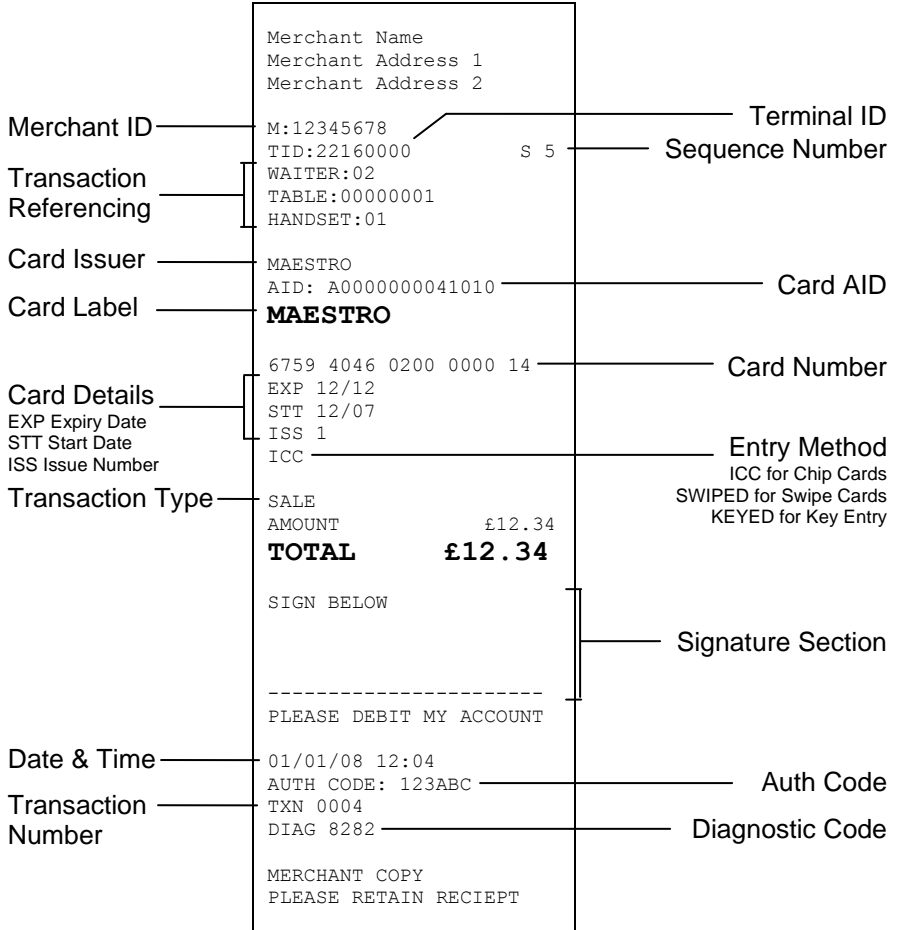 Merchant Name
Merchant Address 1
Merchant Address 2
Merchant ID
M:12345678
Terminal ID
TID:22160000 S 5
Sequence Number
Transaction
Referencing
WAITER:02
TABLE:00000001
HANDSET:01
Card Issuer
MAESTRO
AID: A0000000041010
Card AID
Card Label
MAESTRO
6759 4046 0200 0000 14
Card Number
Card Details
EXP Expiry Date
STT Start Date
ISS Issue Number
EXP 12/12
STT 12/07
ISS 1
ICC
Entry Method
ICC for Chip Cards
SWIPED for Swipe Cards
KEYED for Key Entry
Transaction Type
SALE
AMOUNT £12.34
TOTAL £12.34
SIGN BELOW
Signature Section
-----------------------
PLEASE DEBIT MY ACCOUNT
Date & Time
01/01/08 12:04
AUTH CODE: 123ABC
Auth Code
Transaction
Number
TXN 0004
DIAG 8282
Diagnostic Code
MERCHANT COPY
PLEASE RETAIN RECIEPT